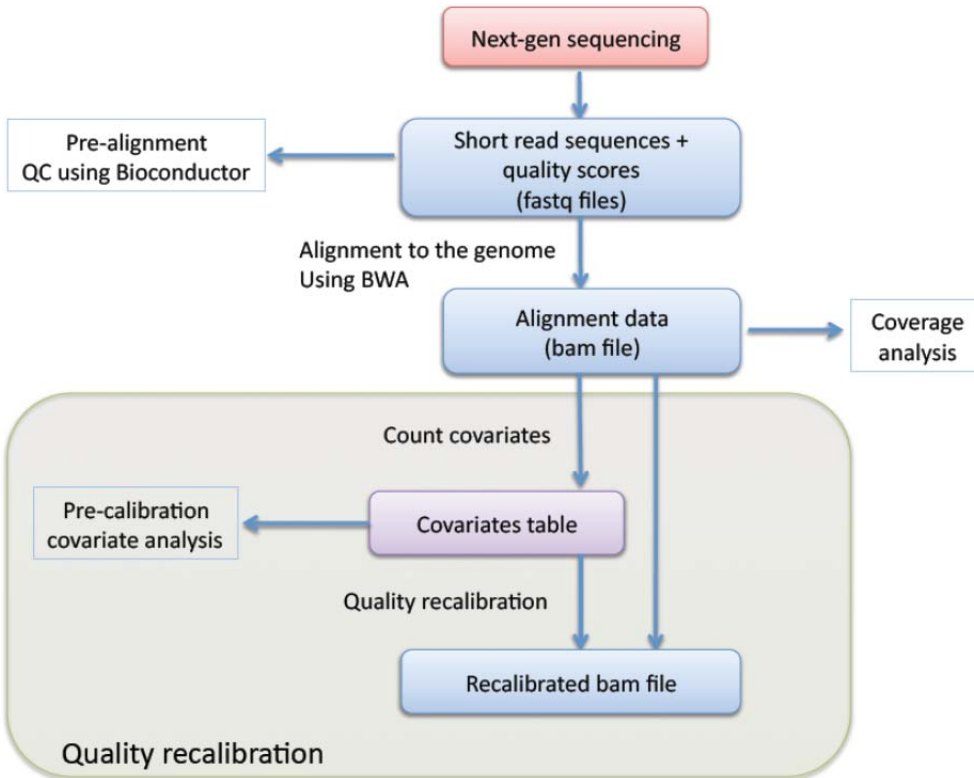 Next-gen sequencing
Short read sequences +
quality scores
(fastq files)
Pre-alignment
QC using Bioconductor
Alignment to the genome
Using BWA
Alignment data
(bam file)
Coverage
analysis
Count covariates
Covariates table
Pre-calibration
covariate analysis
Quality recalibration
Recalibrated bam file
Quality recalibration